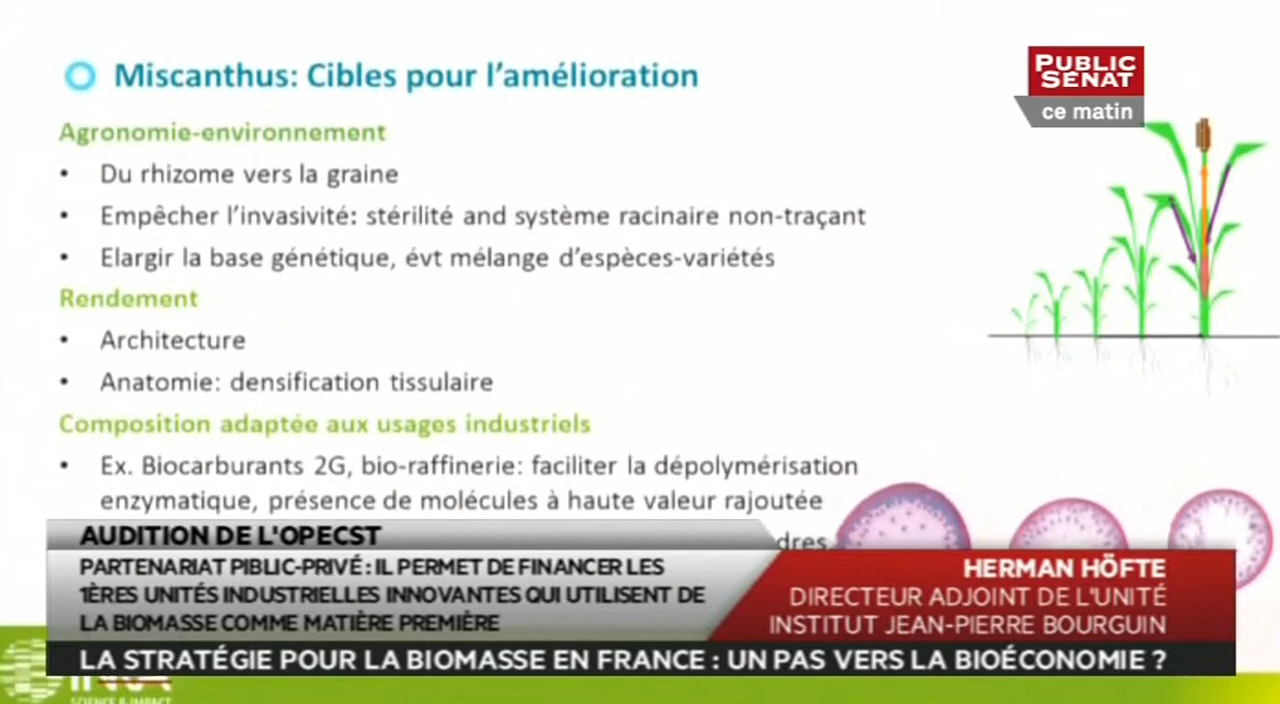 Miscanthus: Cibles pour l'amélioration
PUBLIC
SÉNAT
ce matin
Agronomie-environnement
• Du rhizome vers la graine
• Empêcher l'invasivité: stérilité and système racinaire non-traçant
• Elargir la base génétique, évt mélange d'espèces-variétés
Rendement
• Architecture
• Anatomie: densification tissulaire
Composition adaptée aux usages industriels
• Ex. Biocarburants 2G, bio-raffinerie: faciliter la dépolymérisation
enzymatique, présence de molécules à haute valeur rajoutée
AUDITION DE L'OPECST
PARTENARIAT PIBLIC-PRIVÉ : IL PERMET DE FINANCER LES
1ÈRES UNITÉS INDUSTRIELLES INNOVANTES QUI UTILISENT DE
LA BIOMASSE COMME MATIÈRE PREMIÈRE
HERMAN HÖFTE
DIRECTEUR ADJOINT DE L'UNITÉ
INSTITUT JEAN-PIERRE BOURGUIN
LA STRATÉGIE POUR LA BIOMASSE EN FRANCE : UN PAS VERS LA BIOÉCONOMIE ?
SCIENCE & IMPACT